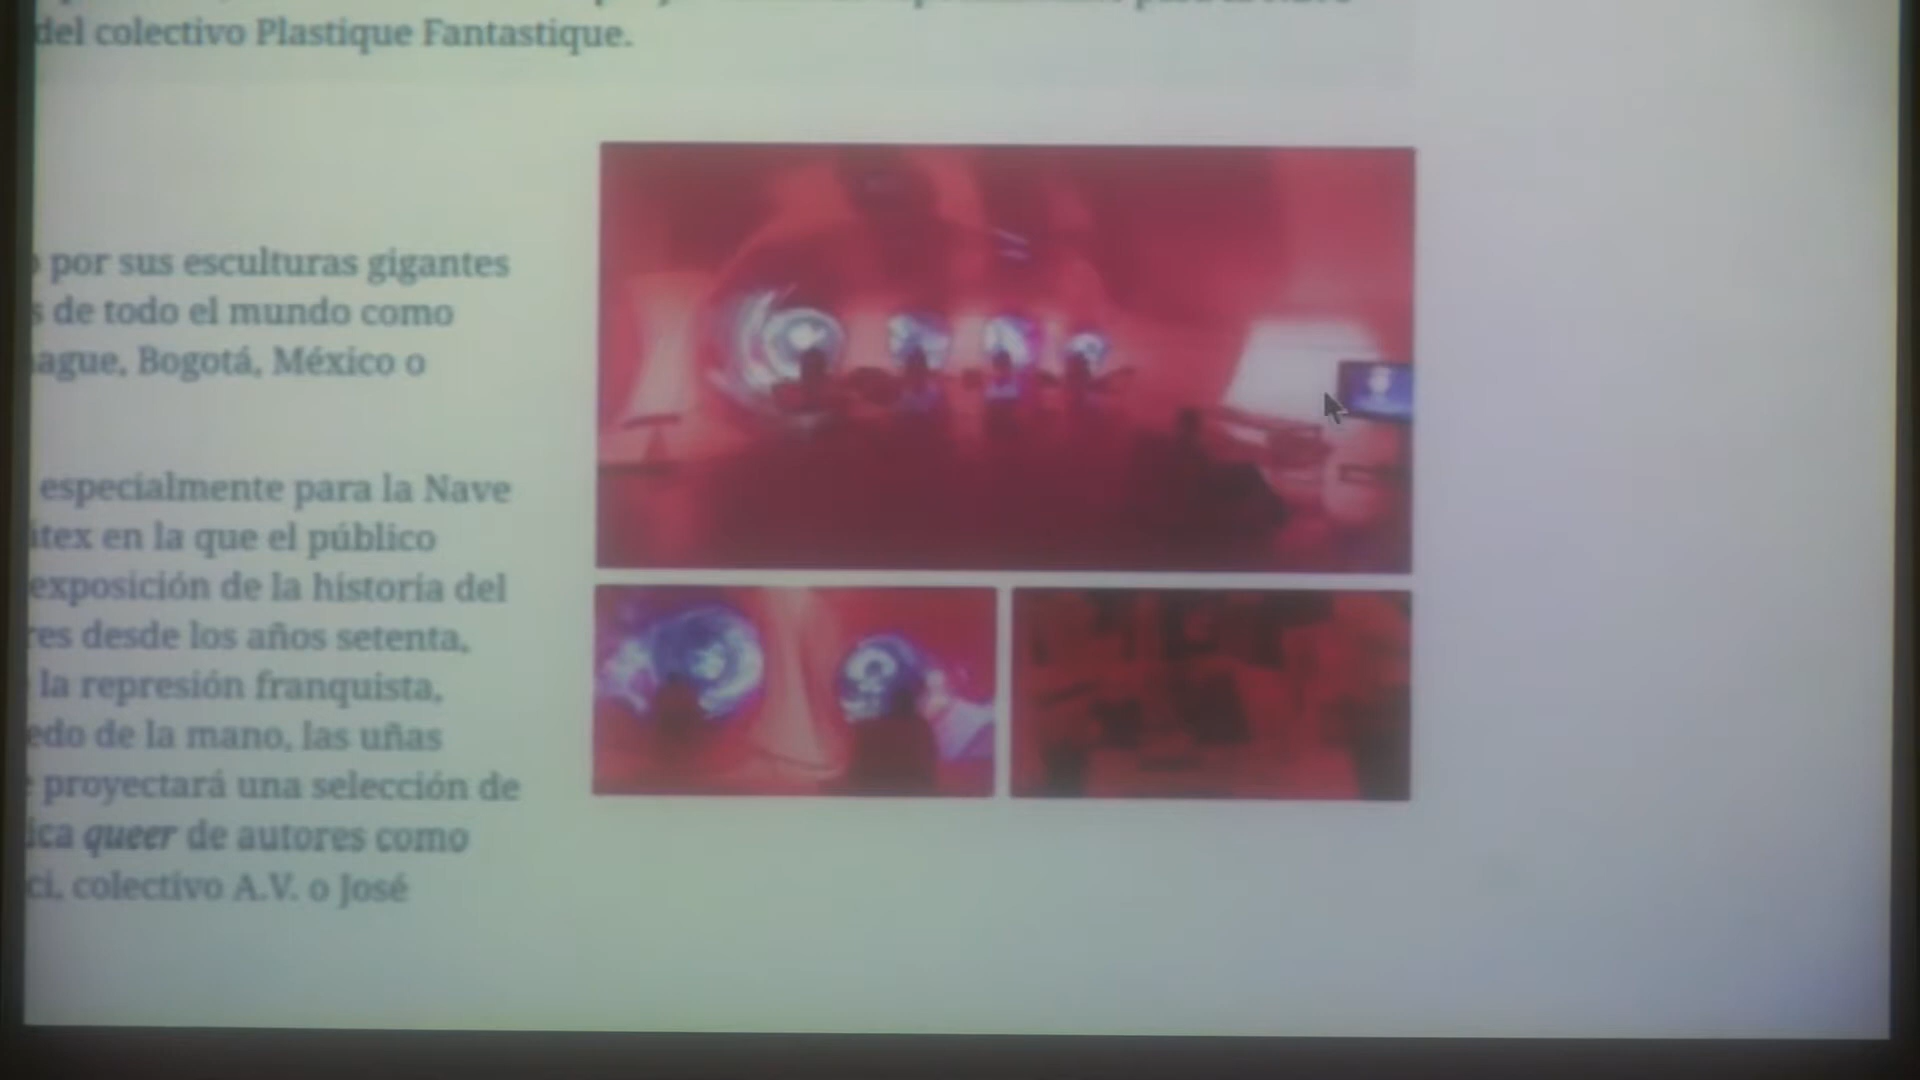 del colectivo Plastique Fantastique.
por sus esculturas gigantes
de todo el mundo como
Bogotá, México o
especialmente para la Nave
en la que el público
exposición de la historia del
desde los años setenta,
la represión franquista,
de la mano, las uñas
proyectará una selección de
queer de autores como
colectivo A.V. o José